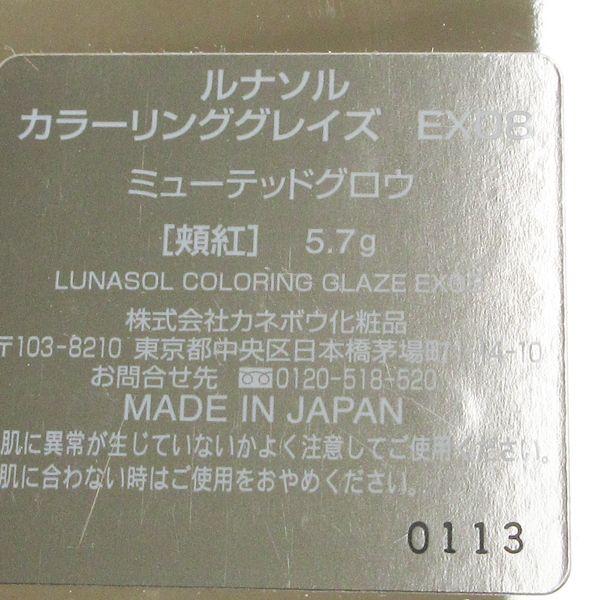 ルナソル
カラーリンググレイズ EX08
ミューテッドグロウ
[頬紅] 5.7g
LUNASOL COLORING GLAZE EX08
株式会社カネボウ化粧品
〒103-8210 東京都中央区日本橋茅場町1-14-10
お問合せ先 0120-518-520
MADE IN JAPAN
肌に異常が生じていないかよく注意してご使用ください。
肌に合わない時はご使用をおやめください。
0113